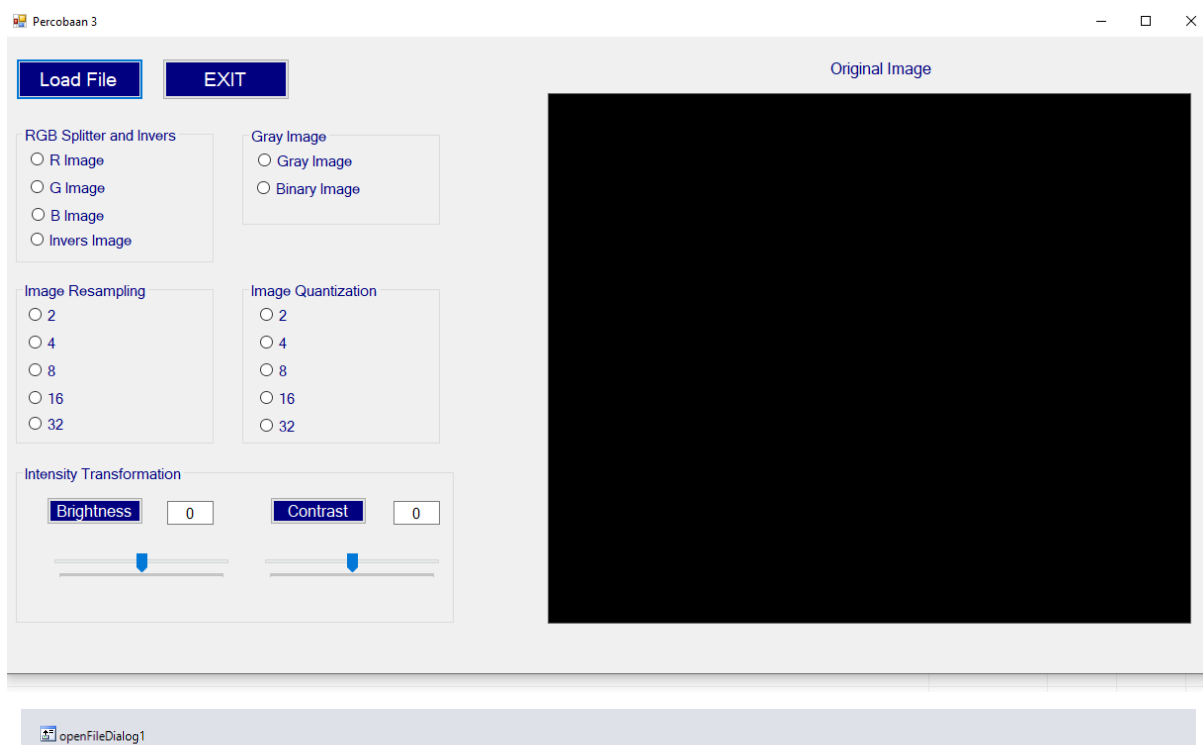 Percobaan 3
Load File
EXIT
Original Image
RGB Splitter and Invers
R Image
G Image
B Image
Invers Image
Gray Image
Gray Image
Binary Image
Image Resampling
2
4
8
16
32
Image Quantization
2
4
8
16
32
Intensity Transformation
Brightness
0
Contrast
0
openFileDialog1